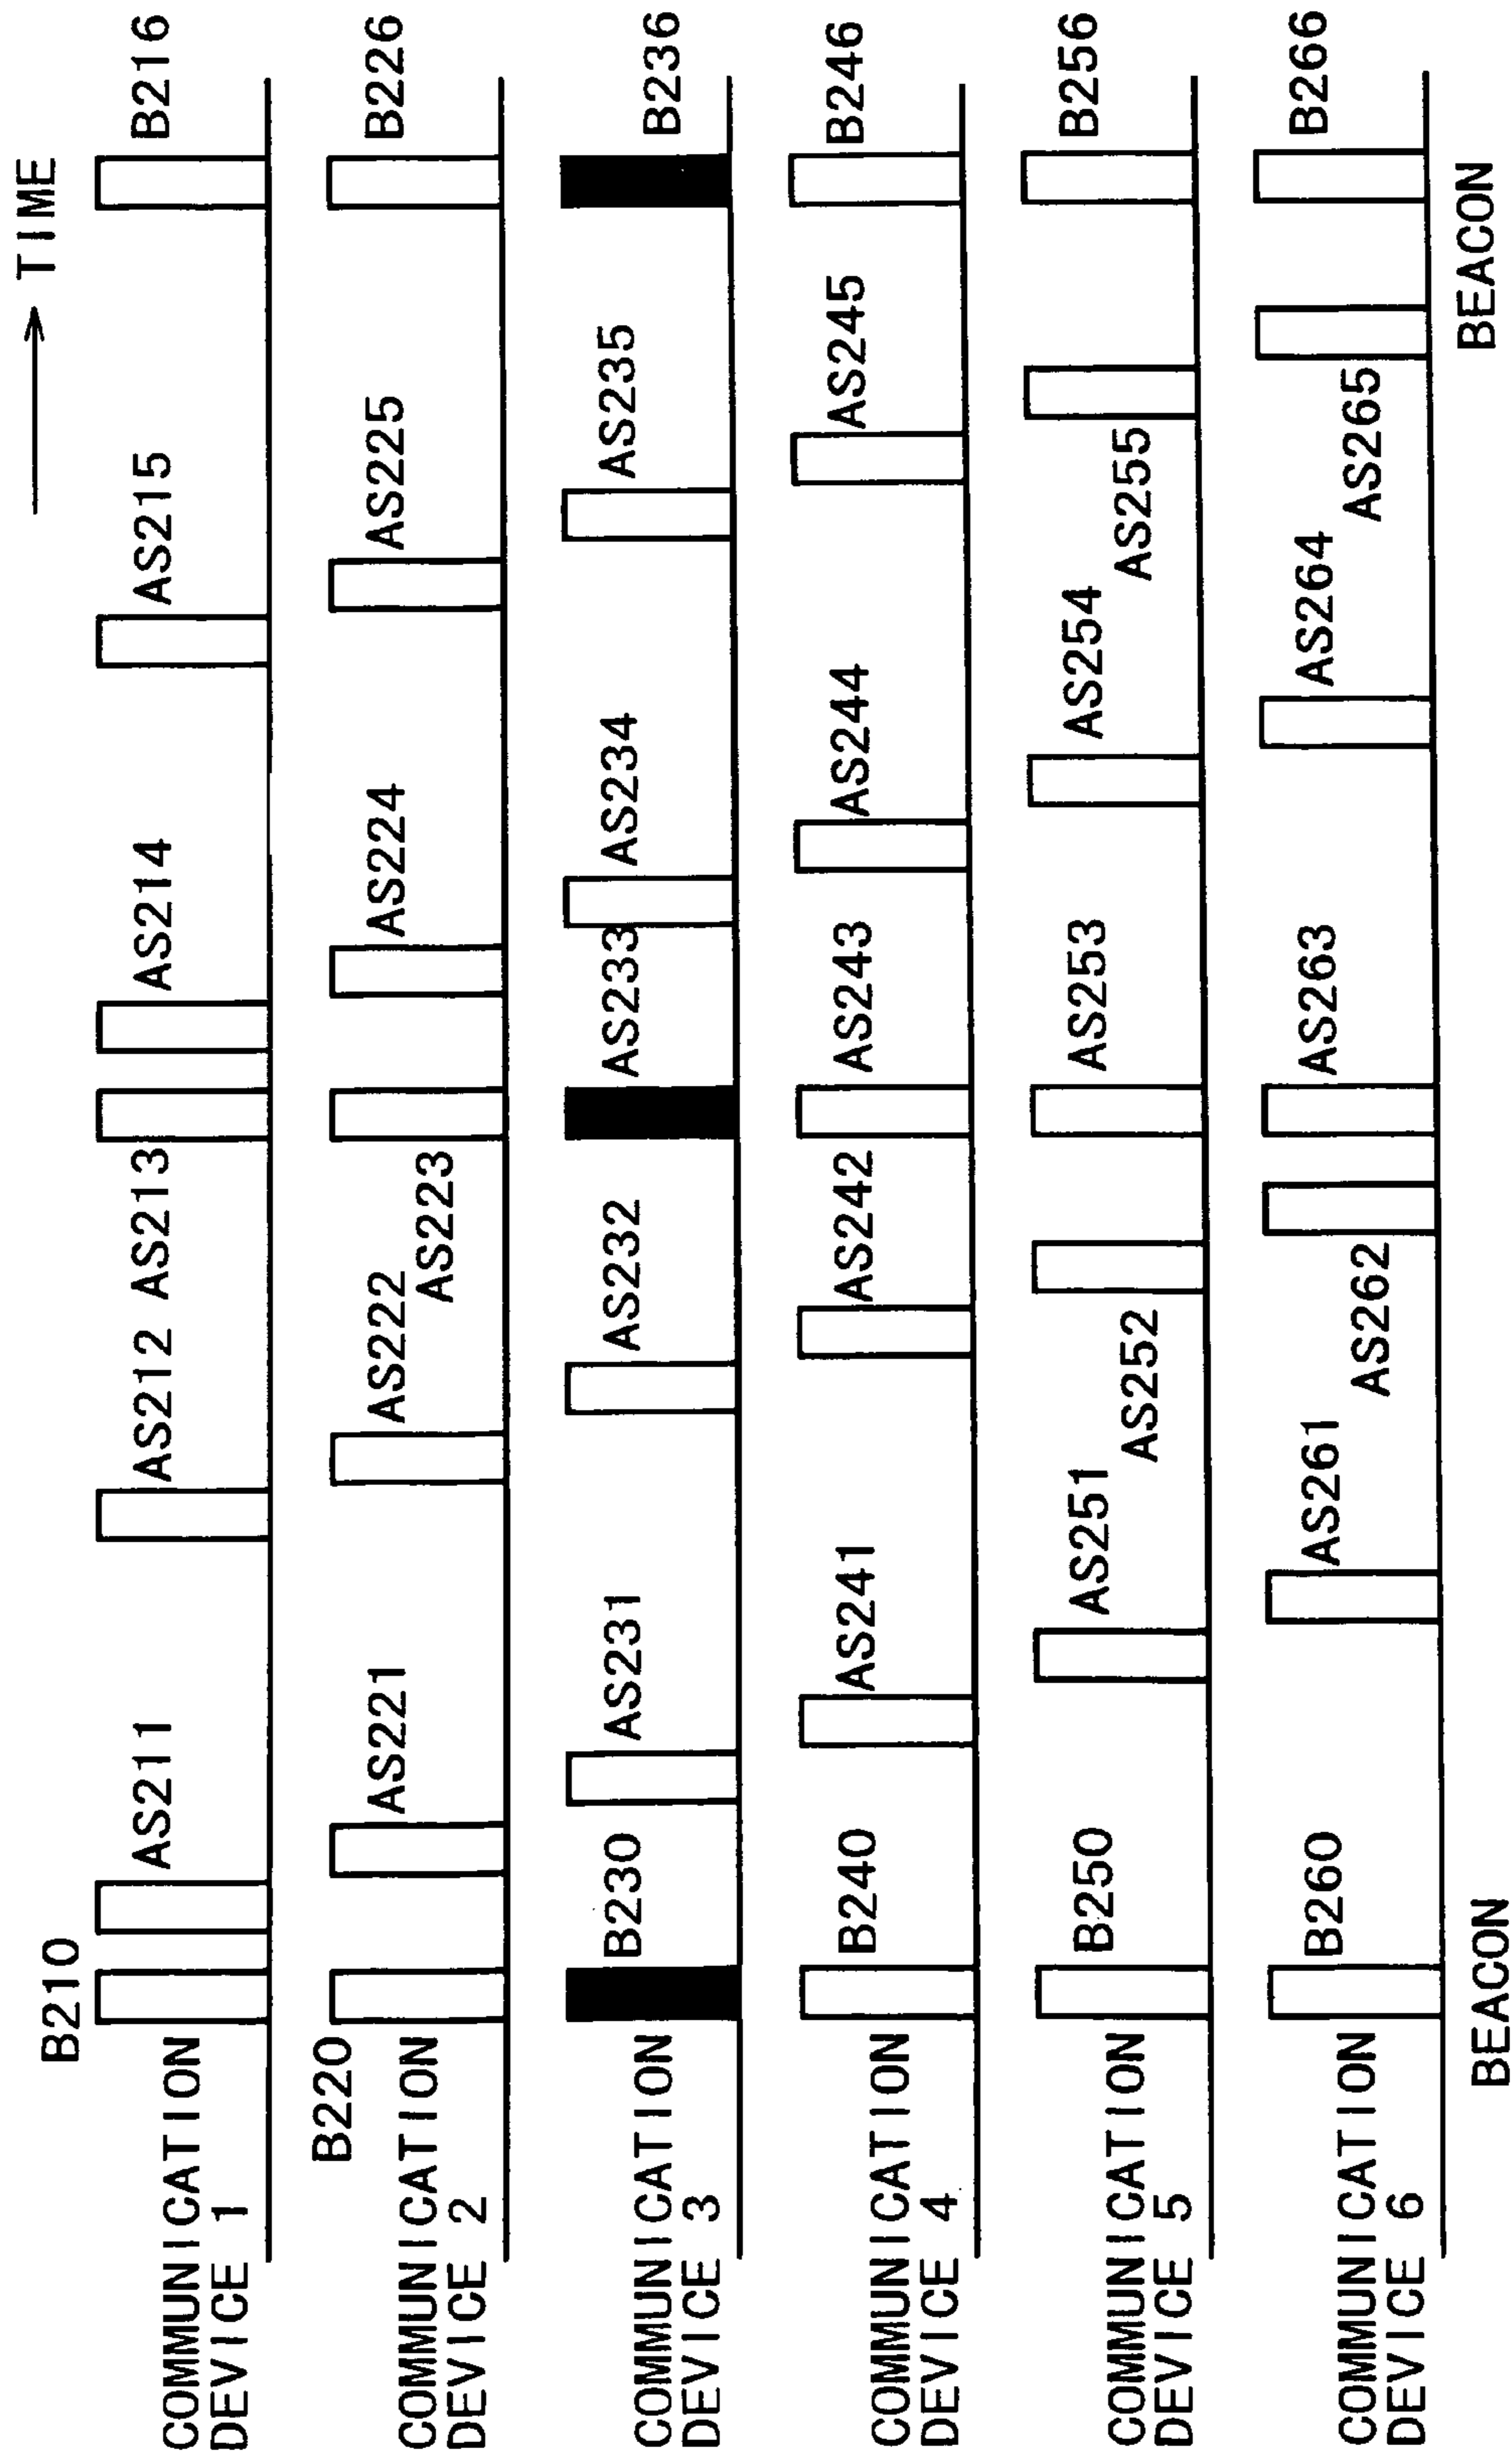 TIME
B210
AS211
AS212
AS213
AS214
AS215
B216
COMMUNICATION
DEVICE 1
B220
AS221
AS222
AS223
AS224
AS225
B226
COMMUNICATION
DEVICE 2
B230
AS231
AS232
AS233
AS234
AS235
B236
COMMUNICATION
DEVICE 3
B240
AS241
AS242
AS243
AS244
AS245
B246
COMMUNICATION
DEVICE 4
B250
AS251
AS252
AS253
AS254
AS255
B256
COMMUNICATION
DEVICE 5
B260
AS261
AS262
AS263
AS264
AS265
B266
COMMUNICATION
DEVICE 6
BEACON
BEACON